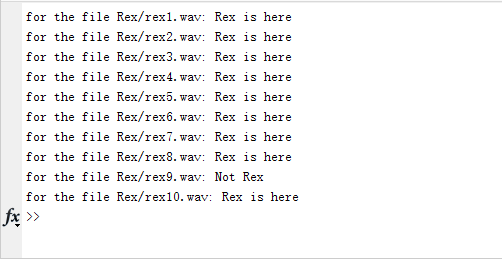 for the file Rex/rex1.wav: Rex is here
for the file Rex/rex2.wav: Rex is here
for the file Rex/rex3.wav: Rex is here
for the file Rex/rex4.wav: Rex is here
for the file Rex/rex5.wav: Rex is here
for the file Rex/rex6.wav: Rex is here
for the file Rex/rex7.wav: Rex is here
for the file Rex/rex8.wav: Rex is here
for the file Rex/rex9.wav: Not Rex
for the file Rex/rex10.wav: Rex is here
fx >>